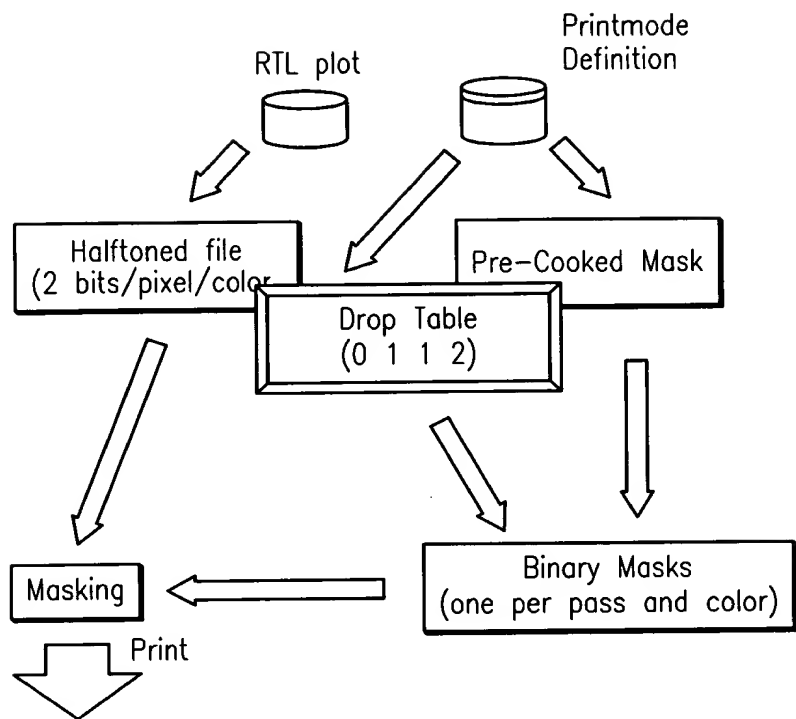 Printmode
Definition
RTL plot
Halftoned file
(2 bits/pixel/color
Pre-Cooked Mask
Drop Table
(0 1 1 2)
Binary Masks
(one per pass and color)
Masking
Print